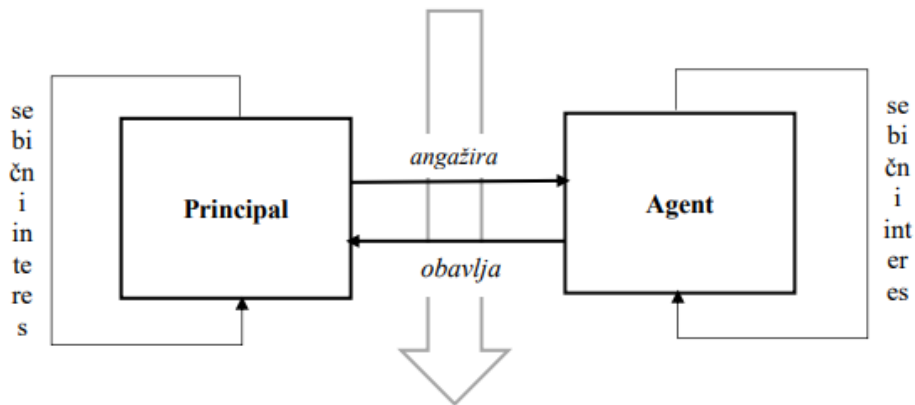 se
bi
čn
i
in
te
re
s
angažira
Principal
obavlja
Agent
se
bi
čn
i
int
er
es